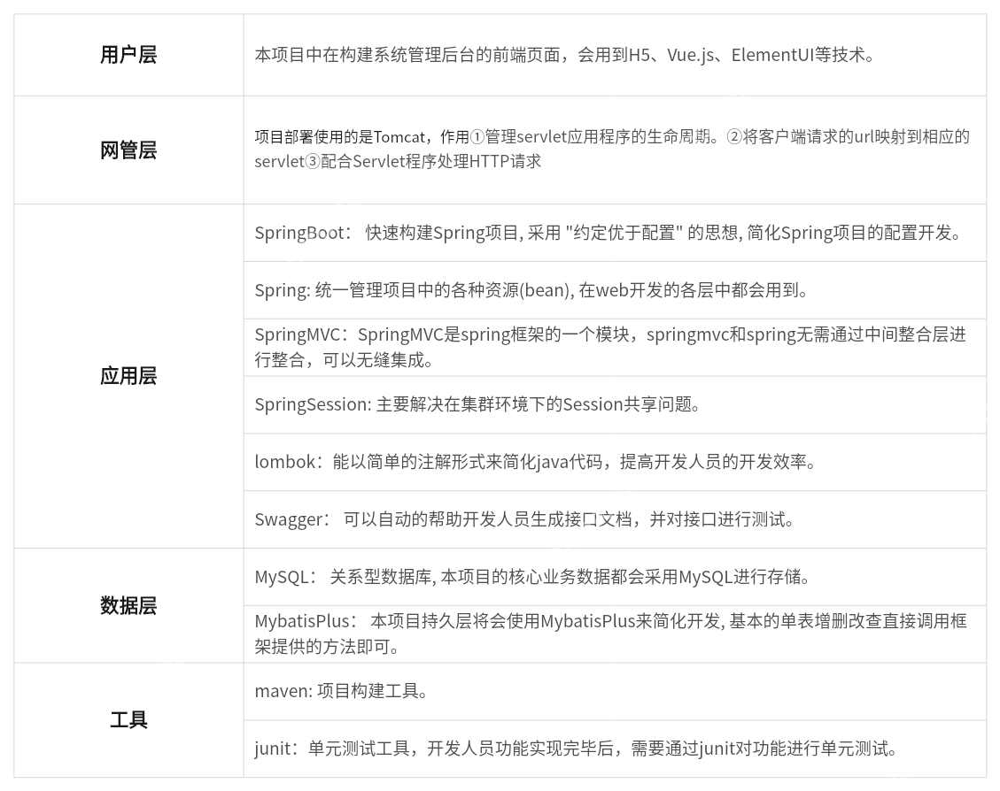 用户层
本项目中在构建系统管理后台的前端页面，会用到H5、Vue.js、ElementUI等技术。
网管层
项目部署使用的是Tomcat，作用①管理servlet应用程序的生命周期。②将客户端请求的url映射到相应的
servlet③配合Servlet程序处理HTTP请求
应用层
SpringBoot： 快速构建Spring项目, 采用 "约定优于配置" 的思想, 简化Spring项目的配置开发。
Spring: 统一管理项目中的各种资源(bean), 在web开发的各层中都会用到。
SpringMVC：SpringMVC是spring框架的一个模块，springmvc和spring无需通过中间整合层进
行整合，可以无缝集成。
SpringSession: 主要解决在集群环境下的Session共享问题。
lombok：能以简单的注解形式来简化java代码，提高开发人员的开发效率。
Swagger： 可以自动的帮助开发人员生成接口文档，并对接口进行测试。
数据层
MySQL： 关系型数据库, 本项目的核心业务数据都会采用MySQL进行存储。
MybatisPlus： 本项目持久层将会使用MybatisPlus来简化开发, 基本的单表增删改查直接调用框
架提供的方法即可。
工具
maven: 项目构建工具。
junit：单元测试工具，开发人员功能实现完毕后，需要通过junit对功能进行单元测试。